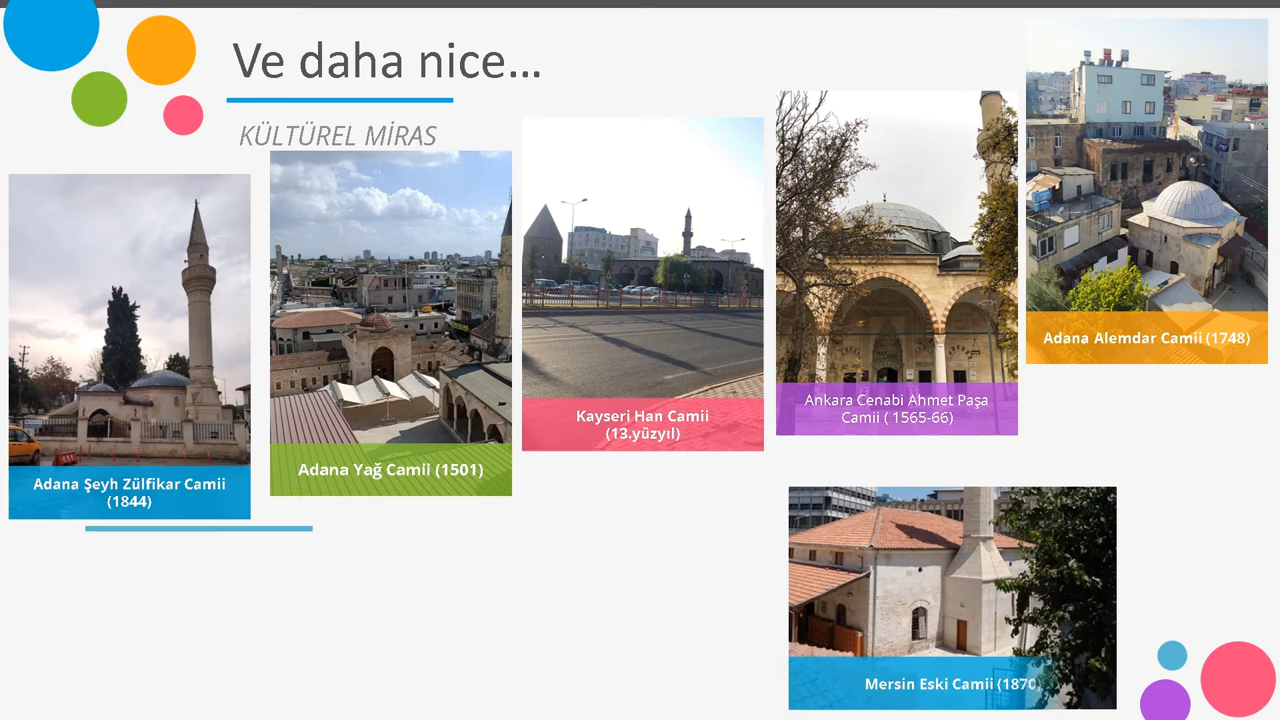 Ve daha nice...
KÜLTÜREL MİRAS
Adana Şeyh Zülfikar Camii
(1844)
Adana Yağ Camii (1501)
Kayseri Han Camii
(13.yüzyıl)
Ankara Cenabi Ahmet Paşa
Camii ( 1565-66)
Adana Alemdar Camii (1748)
Mersin Eski Camii (1870)